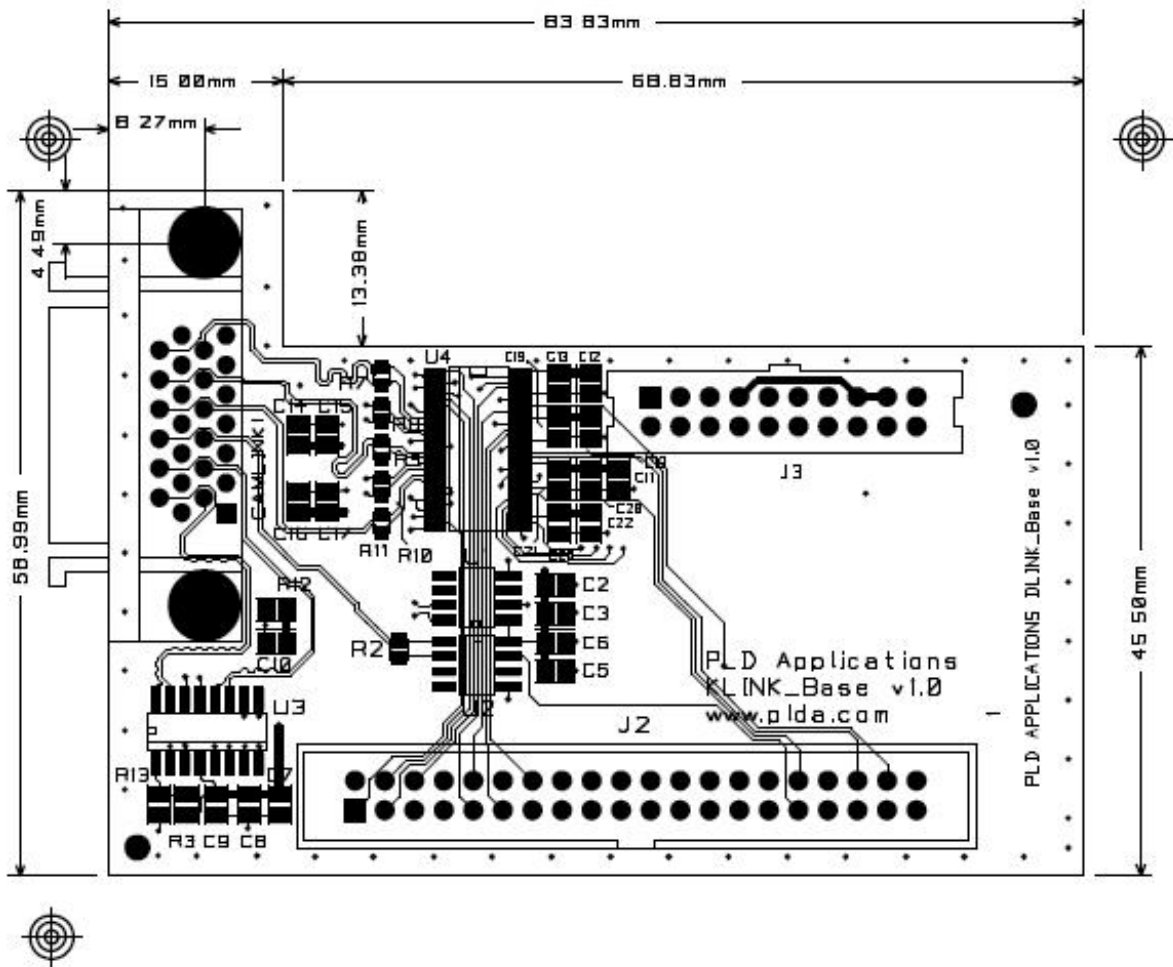 83 83mm
15 00mm
68.83mm
8 27mm
4 49mm
13.38mm
58.99mm
45 50mm
U4
C19
C13
C12
C14
C15
CAMLINK1
C11
C28
C22
C16
C17
R11
R10
J3
R12
C10
C2
C3
C6
C5
R2
PLD Applications
KLINK_Base v1.0
www.plda.com
PLD APPLICATIONS DLINK_Base v1.0
U3
J2
R13
C7
R3
C9
C8